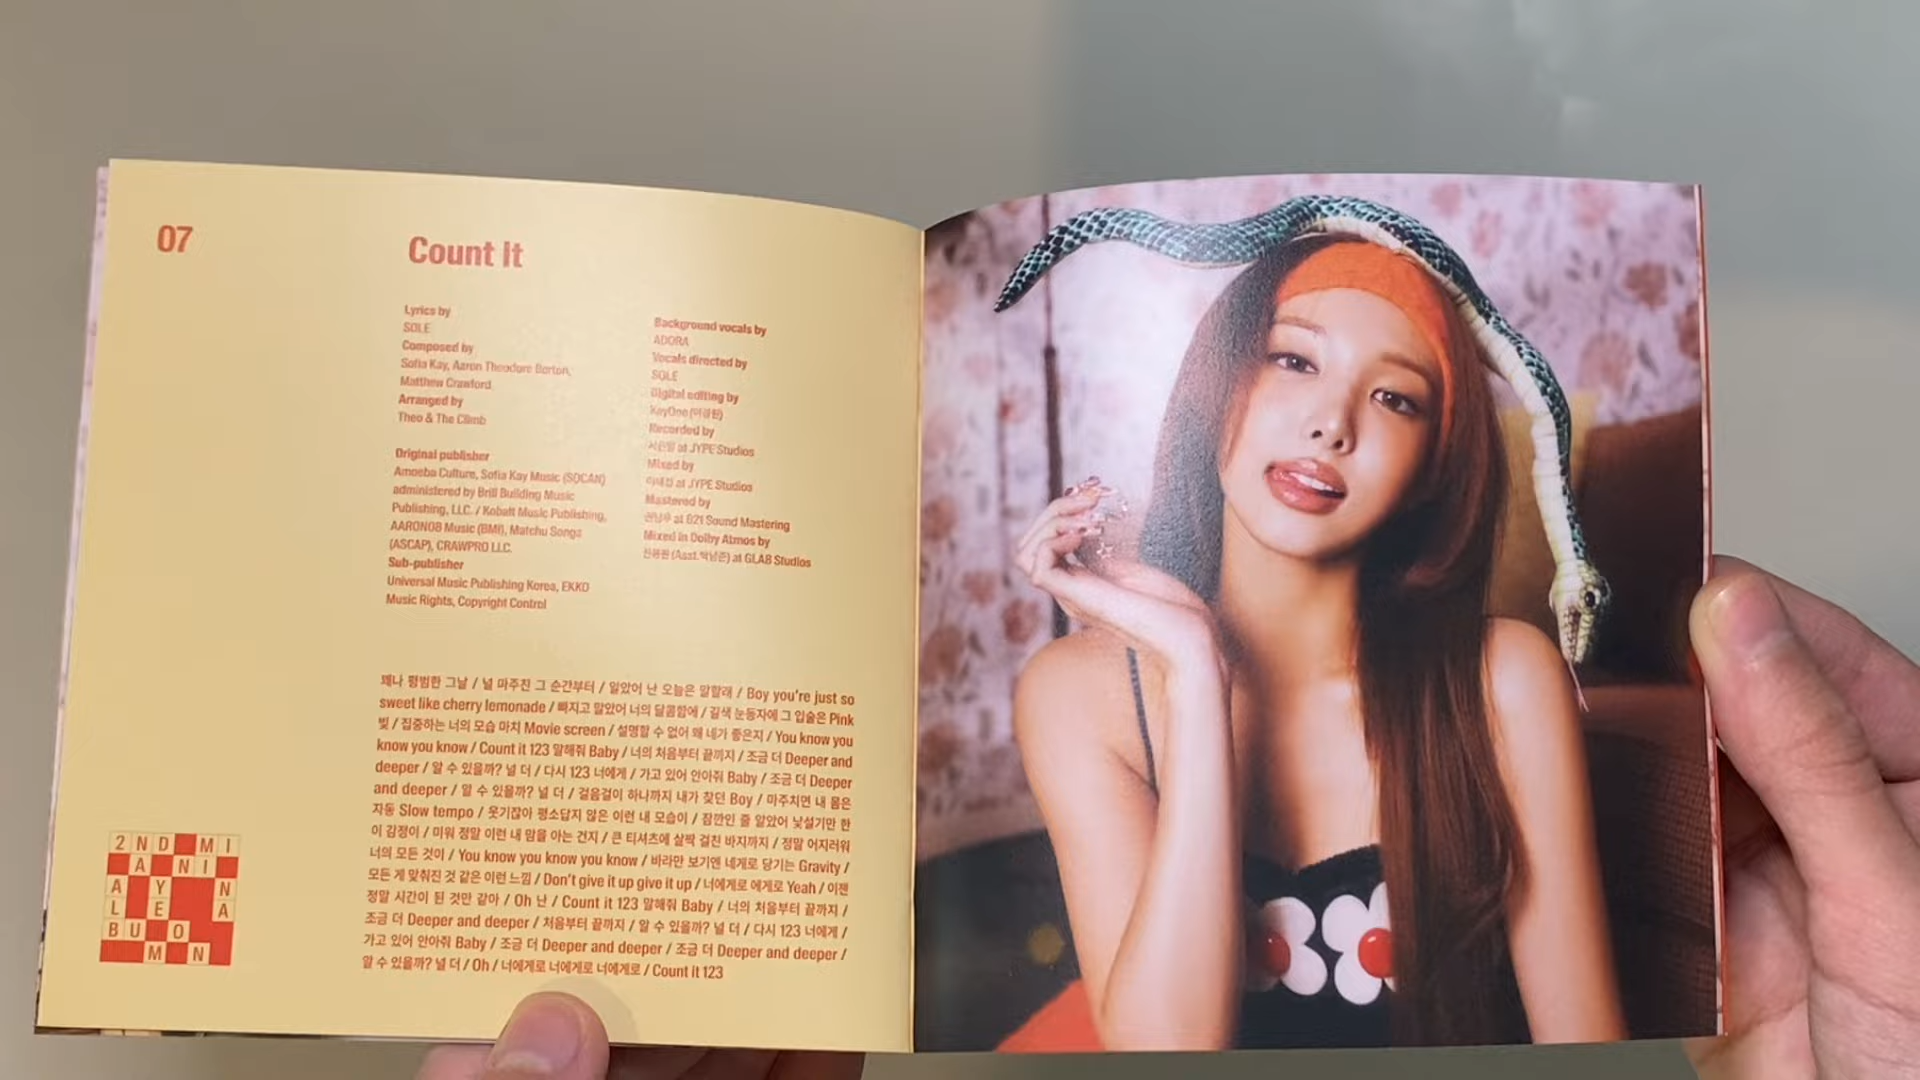 07
Count It
Lyrics by
SOLE
Composed by
Sofia Kay, Aaron Theodore Berton,
Matthew Crawford
Arranged by
Theo & The Climb
Original publisher
Amoeba Culture, Sofia Kay Music (SOCAN)
administered by Brill Building Music
Publishing, LLC. / Kobalt Music Publishing,
AARON08 Music (BMI), Matchu Songs
(ASCAP), CRAWPRO LLC.
Sub-publisher
Universal Music Publishing Korea, EKKO
Music Rights, Copyright Control
Background vocals by
ADORA
Vocals directed by
SOLE
Digital editing by
KayOne
Recorded by
at JYPE Studios
Mixed by
at JYPE Studios
Mastered by
권남우 at 821 Sound Mastering
Mixed in Dolby Atmos by
(Asst. 박남준) at GLAB Studios
꽤나 평범한 그날 / 널 마주친 그 순간부터 / 알았어 난 오늘은 말할래 / Boy you're just so
sweet like cherry lemonade / 빠지고 말았어 너의 달콤함에 / 갈색 눈동자에 그 입술은 Pink
빛 / 집중하는 너의 모습 마치 Movie screen / 설명할 수 없어 왜 네가 좋은지 / You know you
know you know / Count it 123 말해줘 Baby / 너의 처음부터 끝까지 / 조금 더 Deeper and
deeper / 알 수 있을까? 널 더 / 다시 123 너에게 / 가고 있어 안아줘 Baby / 조금 더 Deeper
and deeper / 알 수 있을까? 널 더 / 걸음걸이 하나까지 내가 찾던 Boy / 마주치면 내 몸은
자동 Slow tempo / 웃기잖아 평소답지 않은 이런 내 모습이 / 잠깐인 줄 알았어 낯설기만 한
이 감정이 / 미워 정말 이런 내 맘을 아는 건지 / 큰 티셔츠에 살짝 걸친 바지까지 / 정말 어지러워
너의 모든 것이 / You know you know you know / 바라만 보기엔 네게로 당기는 Gravity /
모든 게 맞춰진 것 같은 이런 느낌 / Don't give it up give it up / 너에게로 에게로 Yeah / 이젠
정말 시간이 된 것만 같아 / Oh 난 / Count it 123 말해줘 Baby / 너의 처음부터 끝까지 /
조금 더 Deeper and deeper / 처음부터 끝까지 / 알 수 있을까? 널 더 / 다시 123 너에게 /
가고 있어 안아줘 Baby / 조금 더 Deeper and deeper / 조금 더 Deeper and deeper /
알 수 있을까? 널 더 / Oh / 너에게로 너에게로 너에게로 / Count it 123
2ND MI
A NI
A Y N
L E A
BU O
M N